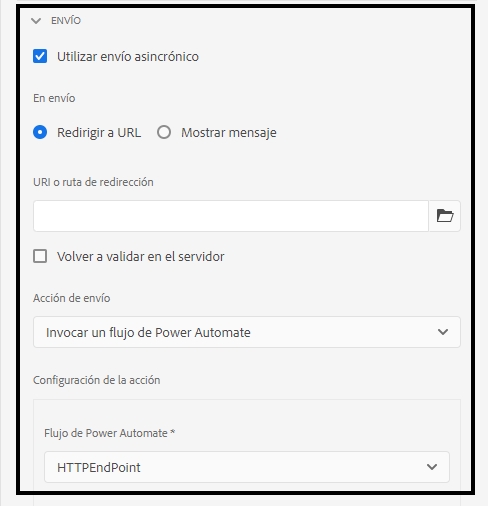 ENVÍO
Utilizar envío asincrónico
En envío
Redirigir a URL Mostrar mensaje
URI o ruta de redirección
Volver a validar en el servidor
Acción de envío
Invocar un flujo de Power Automate
Configuración de la acción
Flujo de Power Automate *
HTTPEndPoint